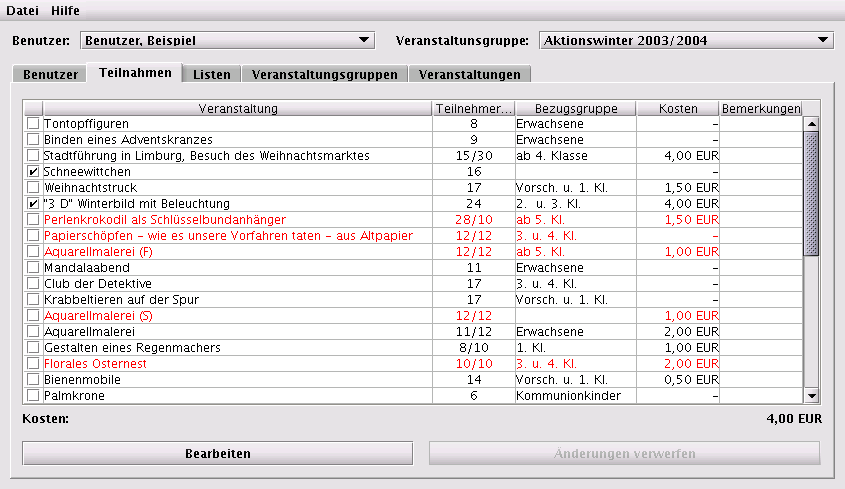 Datei Hilfe
Benutzer: Benutzer, Beispiel Veranstaltunsgruppe: Aktionswinter 2003/2004
Benutzer Teilnahmen Listen Veranstaltungsgruppen Veranstaltungen
Veranstaltung Teilnehmer... Bezugsgruppe Kosten Bemerkungen
Tontopffiguren 8 Erwachsene –
Binden eines Adventskranzes 9 Erwachsene –
Stadtführung in Limburg, Besuch des Weihnachtsmarktes 15/30 ab 4. Klasse 4,00 EUR
Schneewittchen 16 –
Weihnachtstruck 17 Vorsch. u. 1. Kl. 1,50 EUR
"3 D" Winterbild mit Beleuchtung 24 2. u. 3. Kl. 4,00 EUR
Perlenkrokodil als Schlüsselbundanhänger 28/10 ab 5. Kl. 1,50 EUR
Papierschöpfen – wie es unsere Vorfahren taten – aus Altpapier 12/12 3. u. 4. Kl. –
Aquarellmalerei (F) 12/12 ab 5. Kl. 1,00 EUR
Mandalaabend 11 Erwachsene –
Club der Detektive 17 3. u. 4. Kl. –
Krabbeltieren auf der Spur 17 Vorsch. u. 1. Kl. –
Aquarellmalerei (S) 12/12 1,00 EUR
Aquarellmalerei 11/12 Erwachsene 2,00 EUR
Gestalten eines Regenmachers 8/10 1. Kl. 1,00 EUR
Florales Osternest 10/10 3. u. 4. Kl. 2,00 EUR
Bienenmobile 14 Vorsch. u. 1. Kl. 0,50 EUR
Palmkrone 6 Kommunionkinder –
Kosten: 4,00 EUR
Bearbeiten Änderungen verwerfen